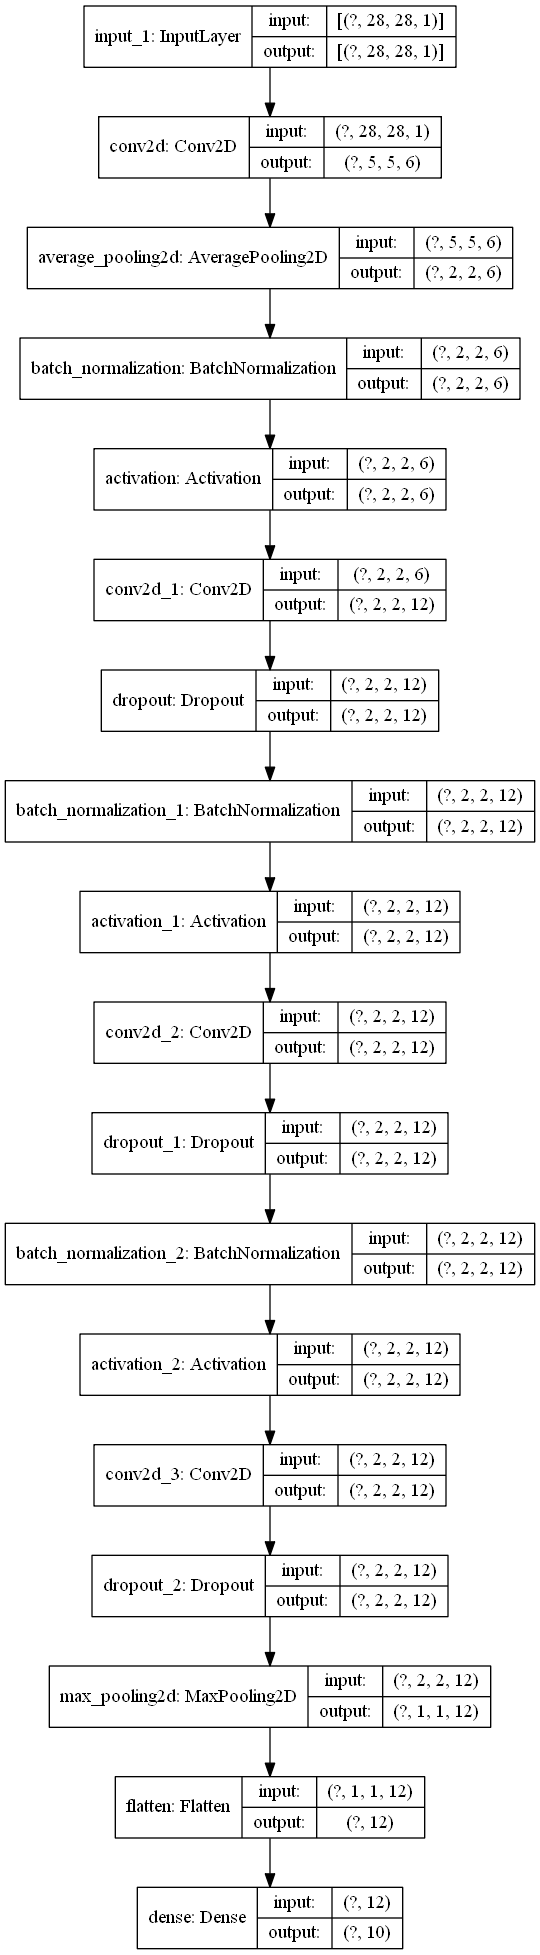 input_1: InputLayer
input: [(?, 28, 28, 1)]
output: [(?, 28, 28, 1)]
conv2d: Conv2D
input: (?, 28, 28, 1)
output: (?, 5, 5, 6)
average_pooling2d: AveragePooling2D
input: (?, 5, 5, 6)
output: (?, 2, 2, 6)
batch_normalization: BatchNormalization
input: (?, 2, 2, 6)
output: (?, 2, 2, 6)
activation: Activation
input: (?, 2, 2, 6)
output: (?, 2, 2, 6)
conv2d_1: Conv2D
input: (?, 2, 2, 6)
output: (?, 2, 2, 12)
dropout: Dropout
input: (?, 2, 2, 12)
output: (?, 2, 2, 12)
batch_normalization_1: BatchNormalization
input: (?, 2, 2, 12)
output: (?, 2, 2, 12)
activation_1: Activation
input: (?, 2, 2, 12)
output: (?, 2, 2, 12)
conv2d_2: Conv2D
input: (?, 2, 2, 12)
output: (?, 2, 2, 12)
dropout_1: Dropout
input: (?, 2, 2, 12)
output: (?, 2, 2, 12)
batch_normalization_2: BatchNormalization
input: (?, 2, 2, 12)
output: (?, 2, 2, 12)
activation_2: Activation
input: (?, 2, 2, 12)
output: (?, 2, 2, 12)
conv2d_3: Conv2D
input: (?, 2, 2, 12)
output: (?, 2, 2, 12)
dropout_2: Dropout
input: (?, 2, 2, 12)
output: (?, 2, 2, 12)
max_pooling2d: MaxPooling2D
input: (?, 2, 2, 12)
output: (?, 1, 1, 12)
flatten: Flatten
input: (?, 1, 1, 12)
output: (?, 12)
dense: Dense
input: (?, 12)
output: (?, 10)